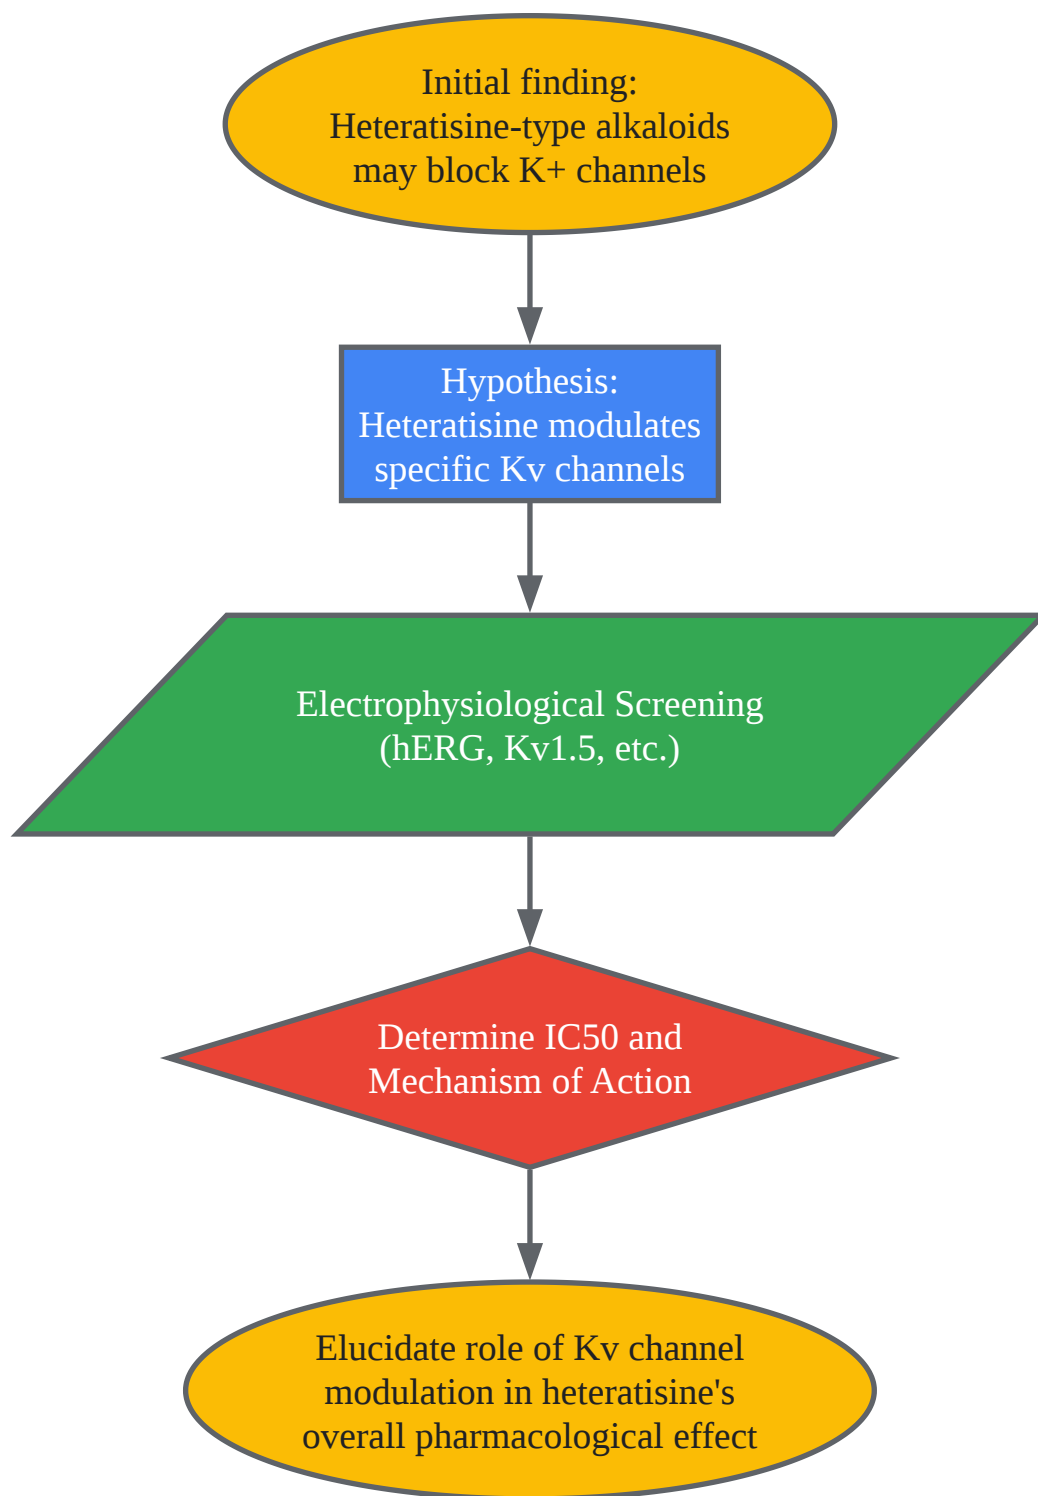 Initial finding:
Heteratisine-type alkaloids
may block K+ channels
Hypothesis:
Heteratisine modulates
specific Kv channels
Electrophysiological Screening
(hERG, Kv1.5, etc.)
Determine IC50 and
Mechanism of Action
Elucidate role of Kv channel
modulation in heteratisine's
overall pharmacological effect